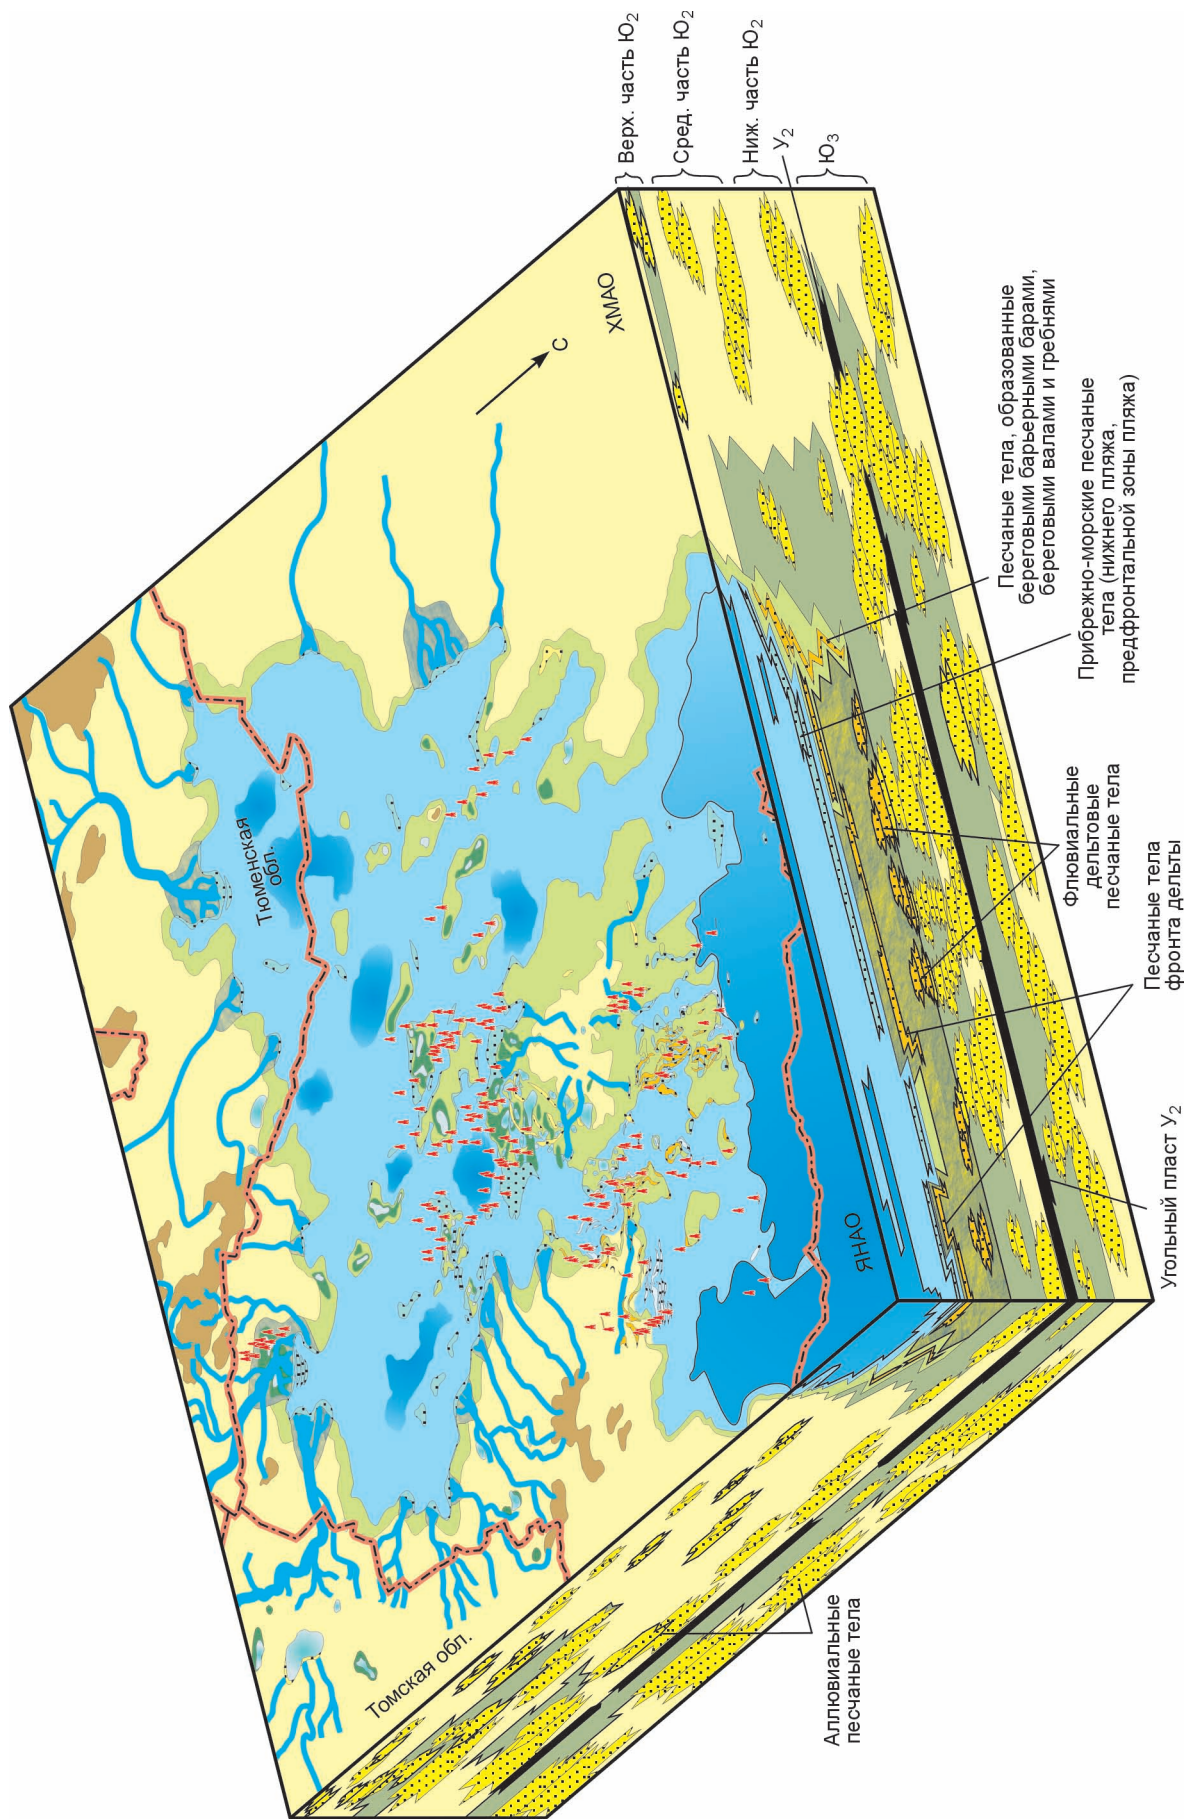 Верх. часть Ю₂
Сред. часть Ю₂
Ниж. часть Ю₂
У₂
Ю₃
ХМАО
С
Тюменская
обл.
ЯНАО
Томская обл.
Песчаные тела, образованные
береговыми барьерными барами,
береговыми валами и гребнями
Прибрежно-морские песчаные
тела (нижнего пляжа,
предфронтальной зоны пляжа)
Флювиальные
дельтовые
песчаные тела
Песчаные тела
фронта дельты
Угольный пласт У₂
Аллювиальные
песчаные тела